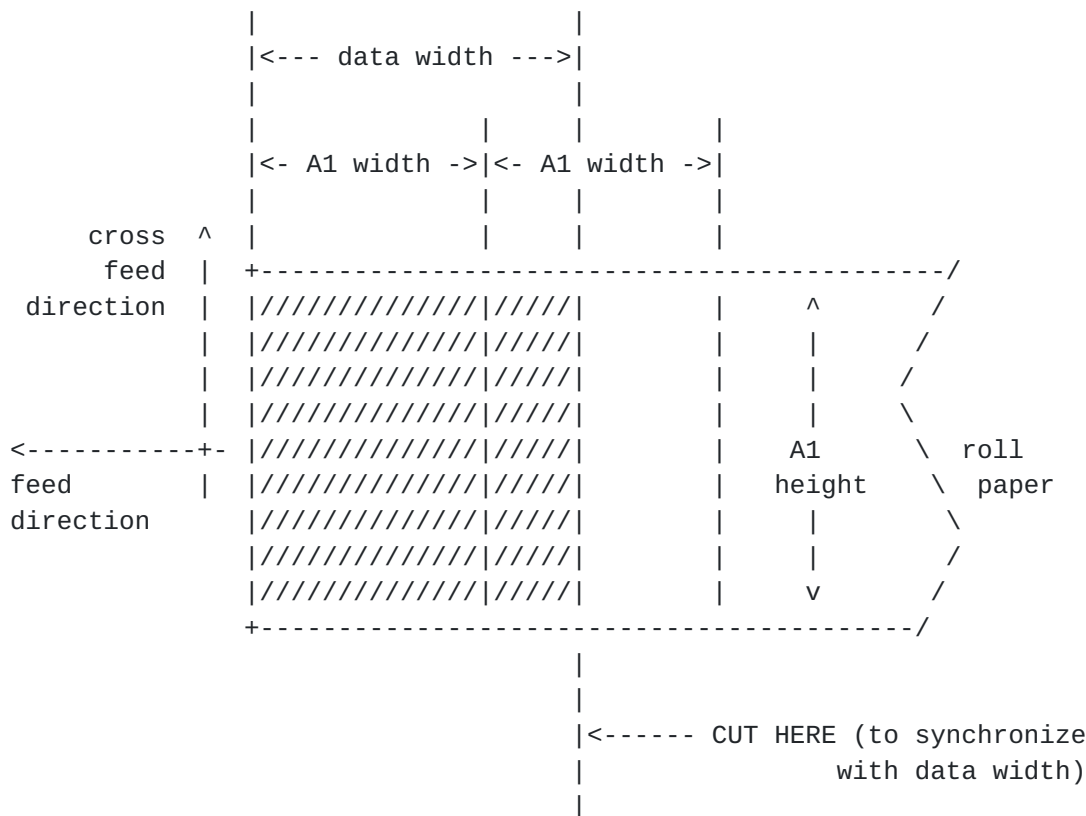 |<--- data width --->|
|<- A1 width ->|<- A1 width ->|
cross ^
feed
direction ^
A1
<-----------+- roll
feed height paper
direction
v
|<------ CUT HERE (to synchronize
with data width)